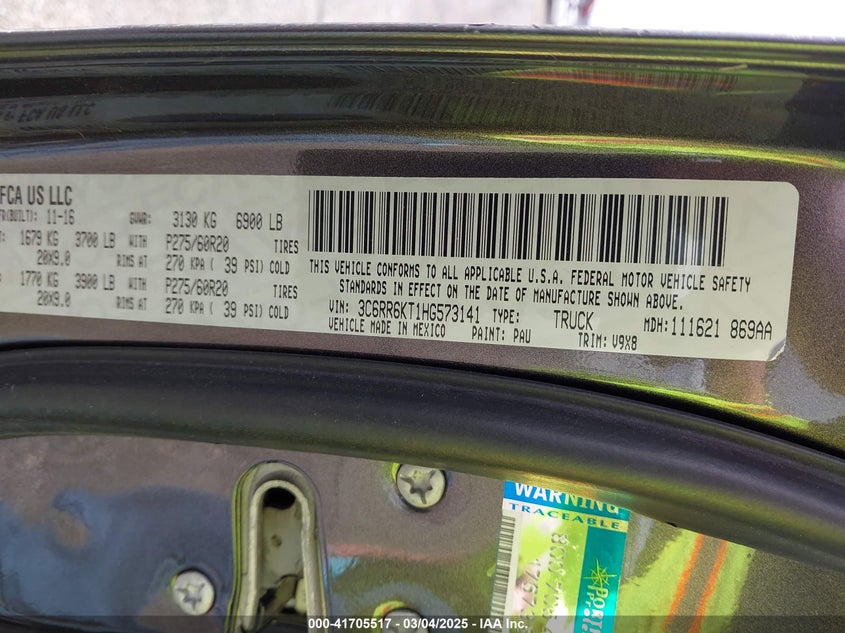 FCA US LLC
FR(BUILT): 11-16 GVWR: 3130 KG 6900 LB
1679 KG 3700 LB WITH P275/60R20 TIRES
20X9.0 RIMS AT 270 KPA ( 39 PSI) COLD
1770 KG 3900 LB WITH P275/60R20 TIRES
20X9.0 RIMS AT 270 KPA ( 39 PSI) COLD
THIS VEHICLE CONFORMS TO ALL APPLICABLE U.S.A. FEDERAL MOTOR VEHICLE SAFETY
STANDARDS IN EFFECT ON THE DATE OF MANUFACTURE SHOWN ABOVE.
VIN: 3C6RR6KT1HG573141 TYPE: TRUCK MDH: 111621 869AA
VEHICLE MADE IN MEXICO PAINT: PAU TRIM: V9X8
WARNING
TRACEABLE
000-41705517 - 03/04/2025 - IAA Inc.